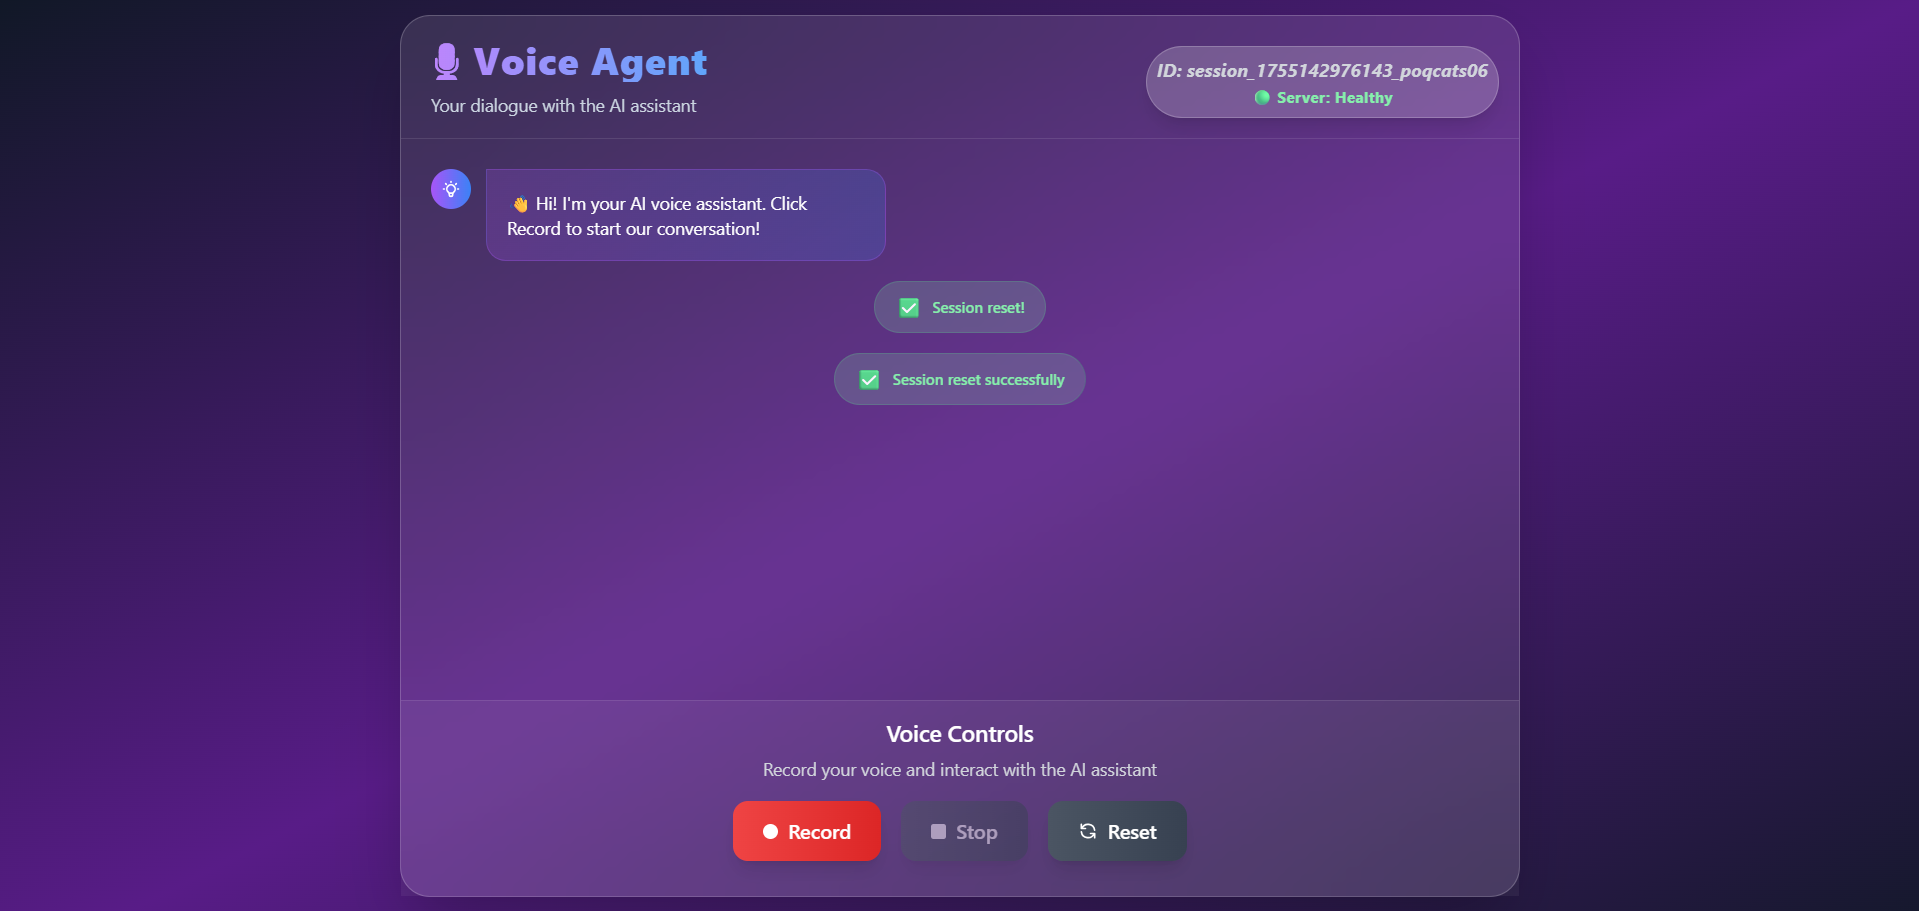 Voice Agent
Your dialogue with the AI assistant
ID: session_1755142976143_poqcats06
Server: Healthy
👋 Hi! I'm your AI voice assistant. Click
Record to start our conversation!
✅ Session reset!
✅ Session reset successfully
Voice Controls
Record your voice and interact with the AI assistant
Record
Stop
Reset